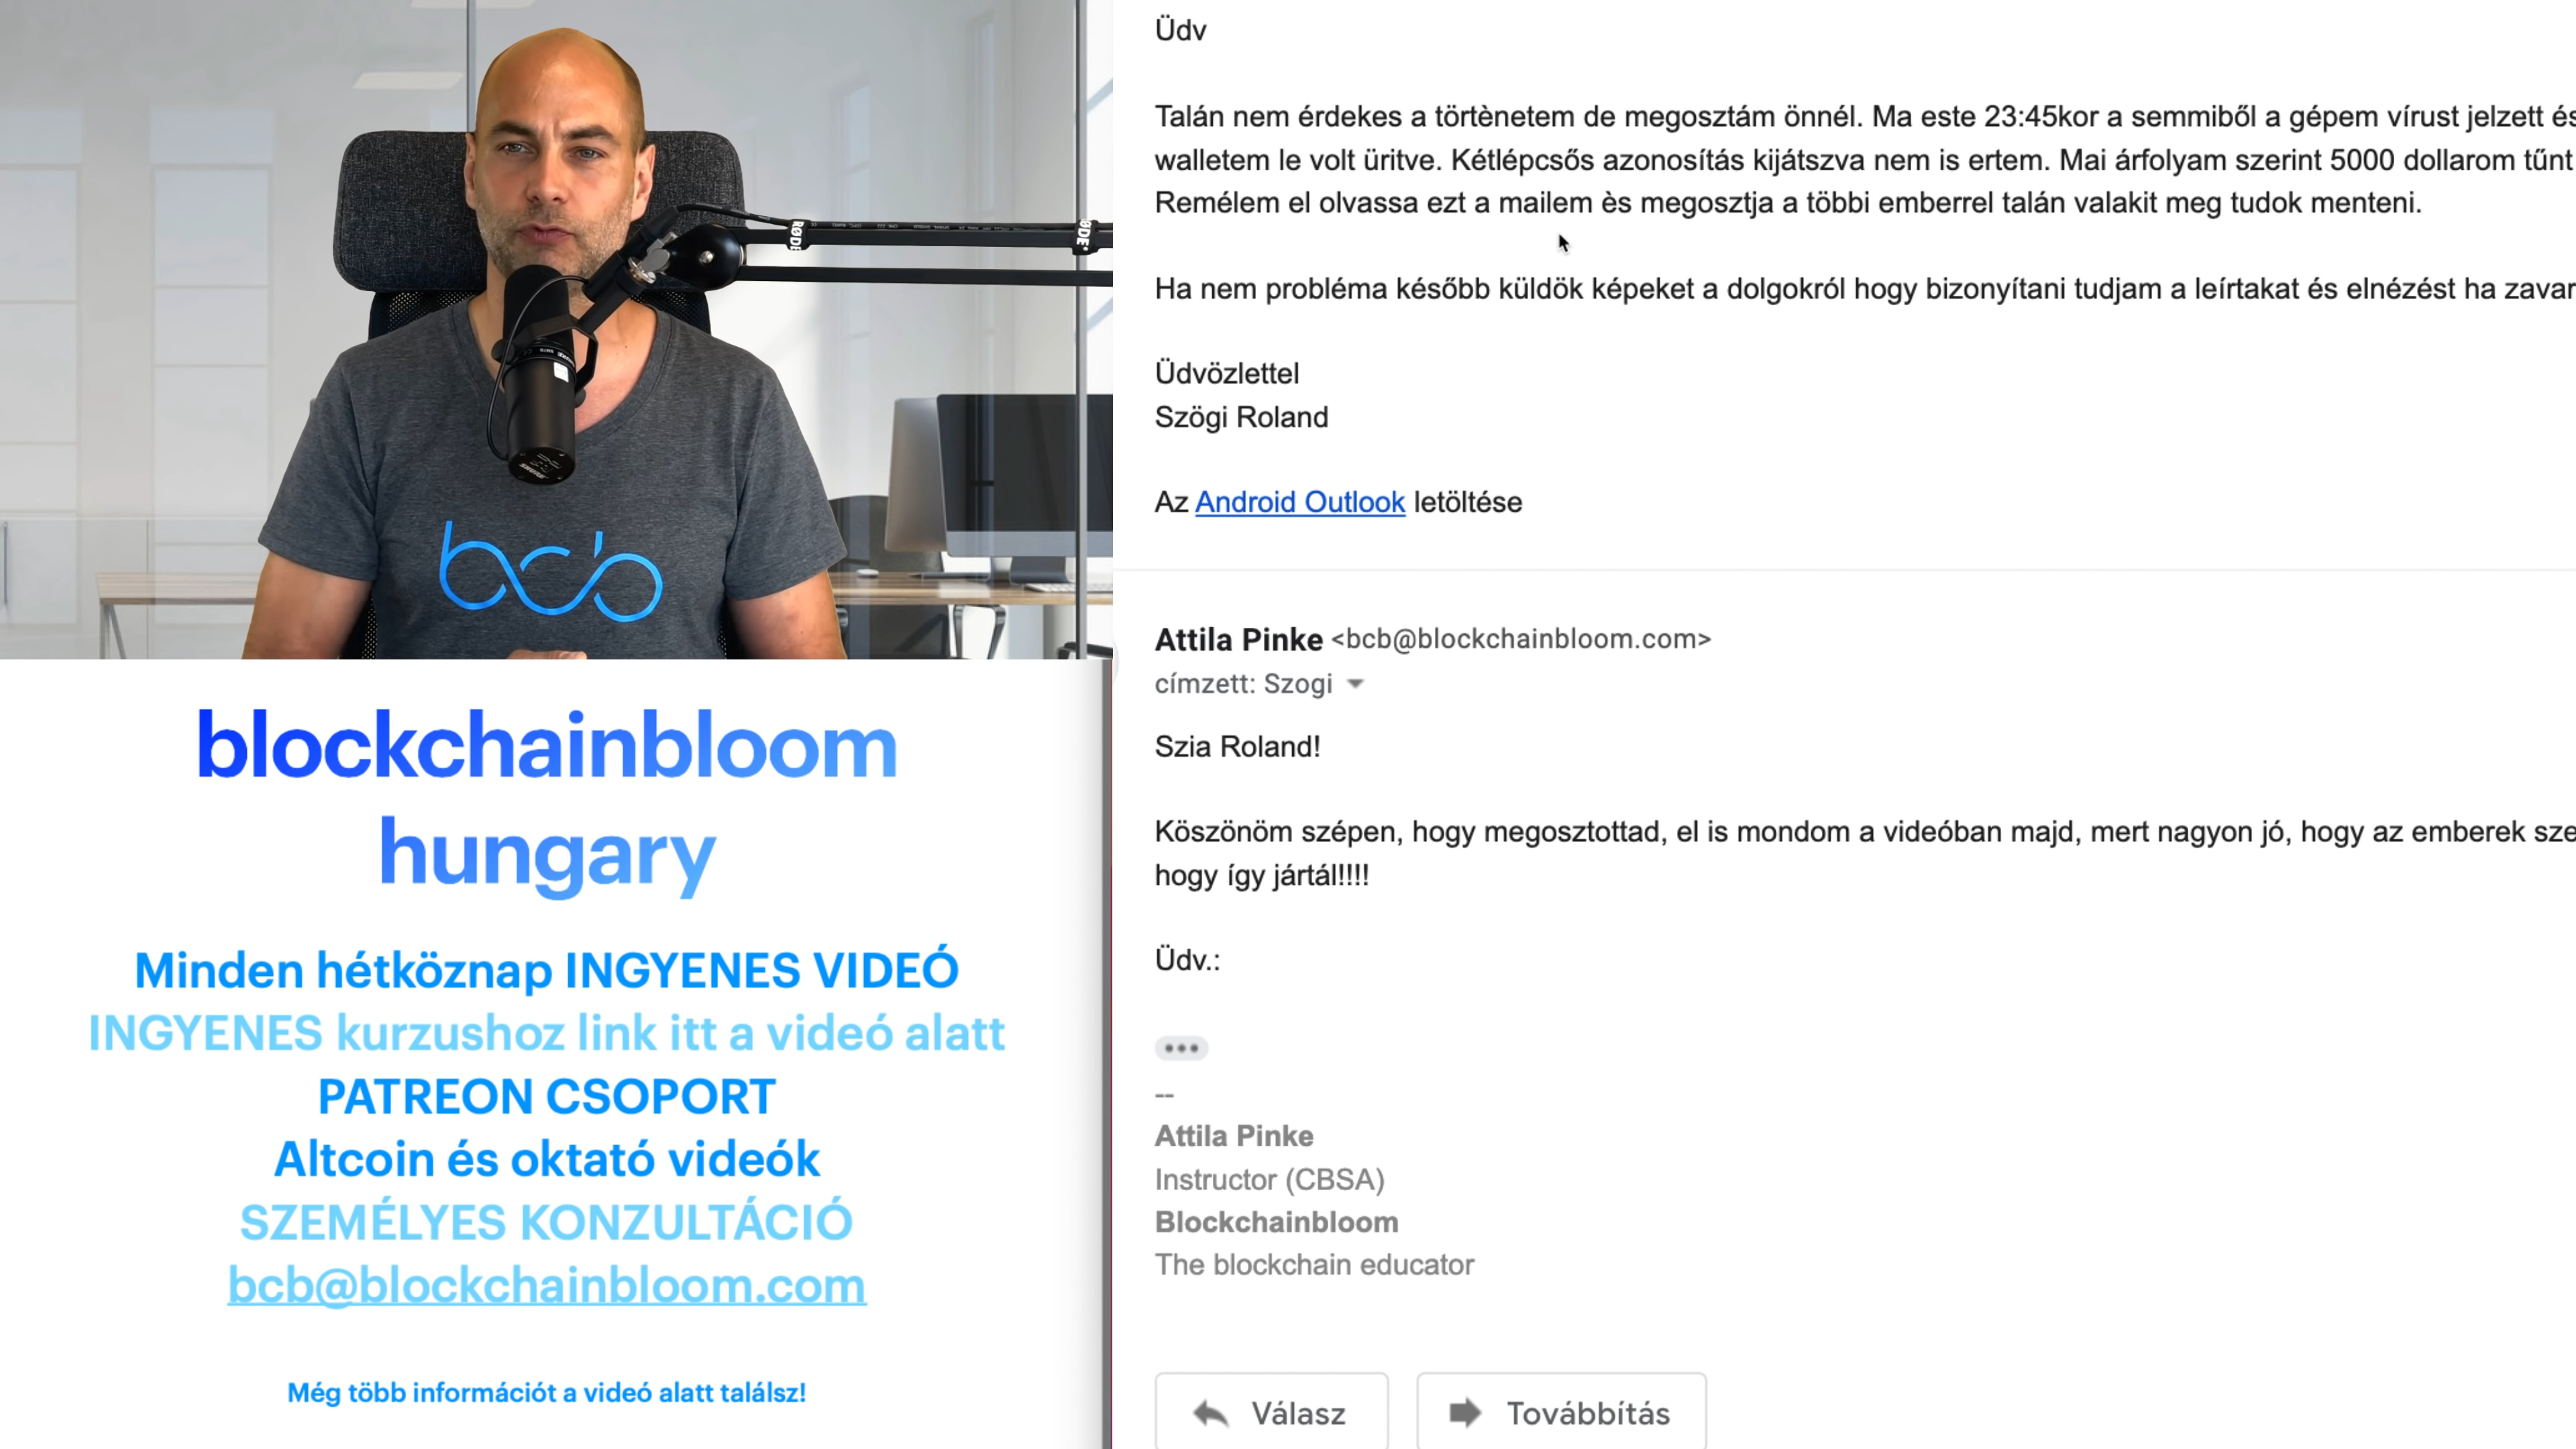 bcb
RØDE
RØDE
blockchainbloom
hungary
Minden hétköznap INGYENES VIDEÓ
INGYENES kurzushoz link itt a videó alatt
PATREON CSOPORT
Altcoin és oktató videók
SZEMÉLYES KONZULTÁCIÓ
bcb@blockchainbloom.com
Még több információt a videó alatt találsz!
Üdv
Talán nem érdekes a törtènetem de megosztám önnél. Ma este 23:45kor a semmiből a gépem vírust jelzett és
walletem le volt üritve. Kétlépcsős azonosítás kijátszva nem is ertem. Mai árfolyam szerint 5000 dollarom tűnt
Remélem el olvassa ezt a mailem ès megosztja a többi emberrel talán valakit meg tudok menteni.
Ha nem probléma később küldök képeket a dolgokról hogy bizonyítani tudjam a leírtakat és elnézést ha zavar
Üdvözlettel
Szögi Roland
Az Android Outlook letöltése
Attila Pinke <bcb@blockchainbloom.com>
címzett: Szogi
Szia Roland!
Köszönöm szépen, hogy megosztottad, el is mondom a videóban majd, mert nagyon jó, hogy az emberek sze
hogy így jártál!!!!
Üdv.:
--
Attila Pinke
Instructor (CBSA)
Blockchainbloom
The blockchain educator
Válasz
Továbbítás